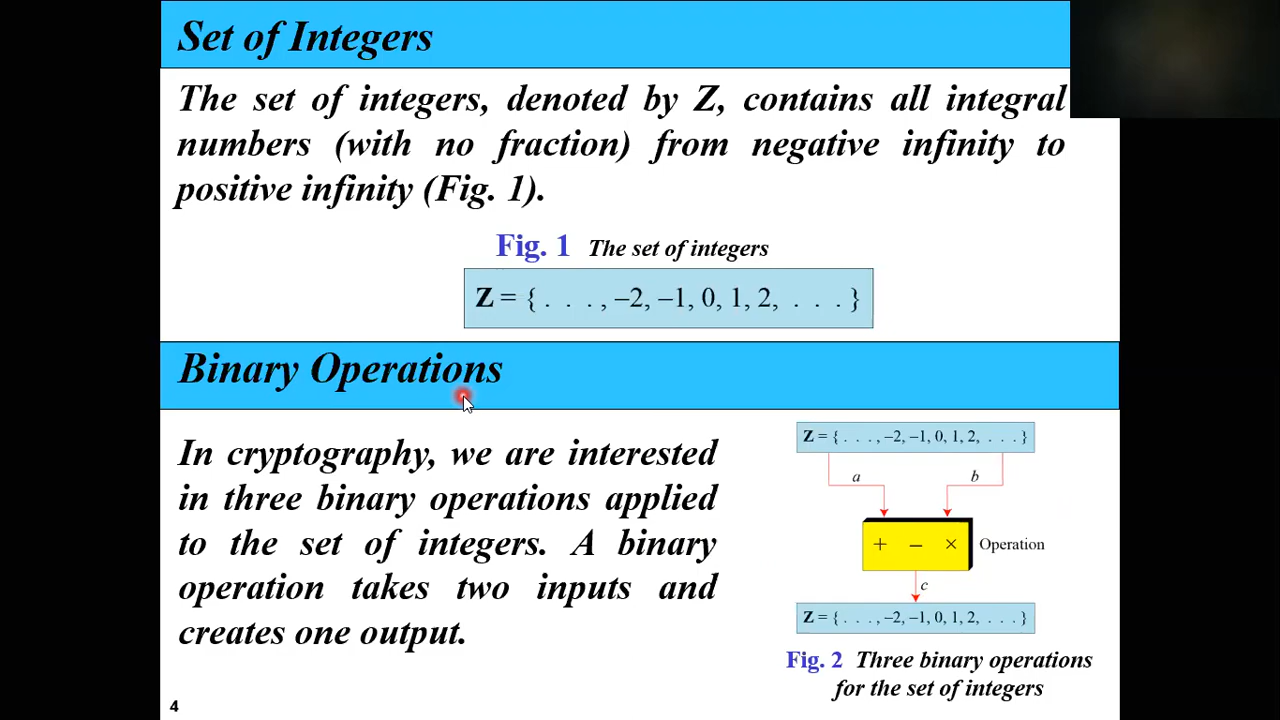 Set of Integers
The set of integers, denoted by Z, contains all integral
numbers (with no fraction) from negative infinity to
positive infinity (Fig. 1).
Fig. 1 The set of integers
Z = { . . . , –2, –1, 0, 1, 2, . . . }
Binary Operations
In cryptography, we are interested
in three binary operations applied
to the set of integers. A binary
operation takes two inputs and
creates one output.
Z = { . . . , –2, –1, 0, 1, 2, . . . }
a b
+ – × Operation
c
Z = { . . . , –2, –1, 0, 1, 2, . . . }
Fig. 2 Three binary operations
for the set of integers
4